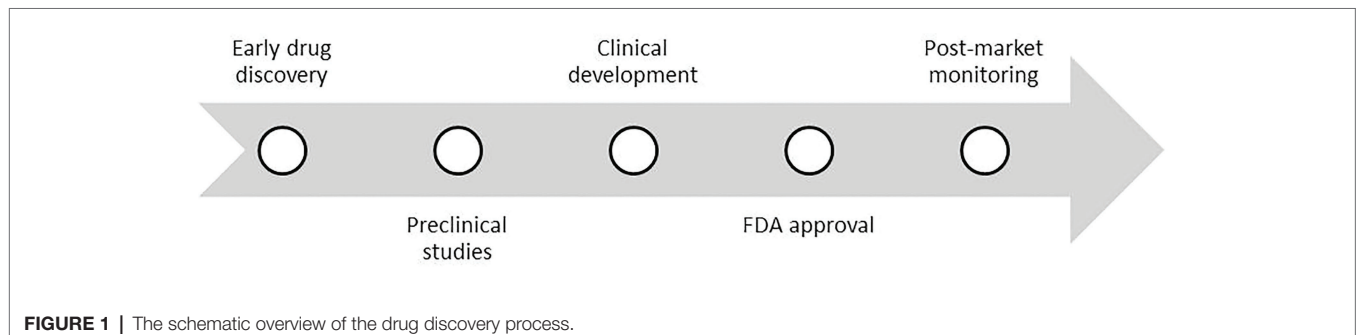 Early drug
discovery
Preclinical
studies
Clinical
development
FDA approval
Post-market
monitoring
FIGURE 1 | The schematic overview of the drug discovery process.